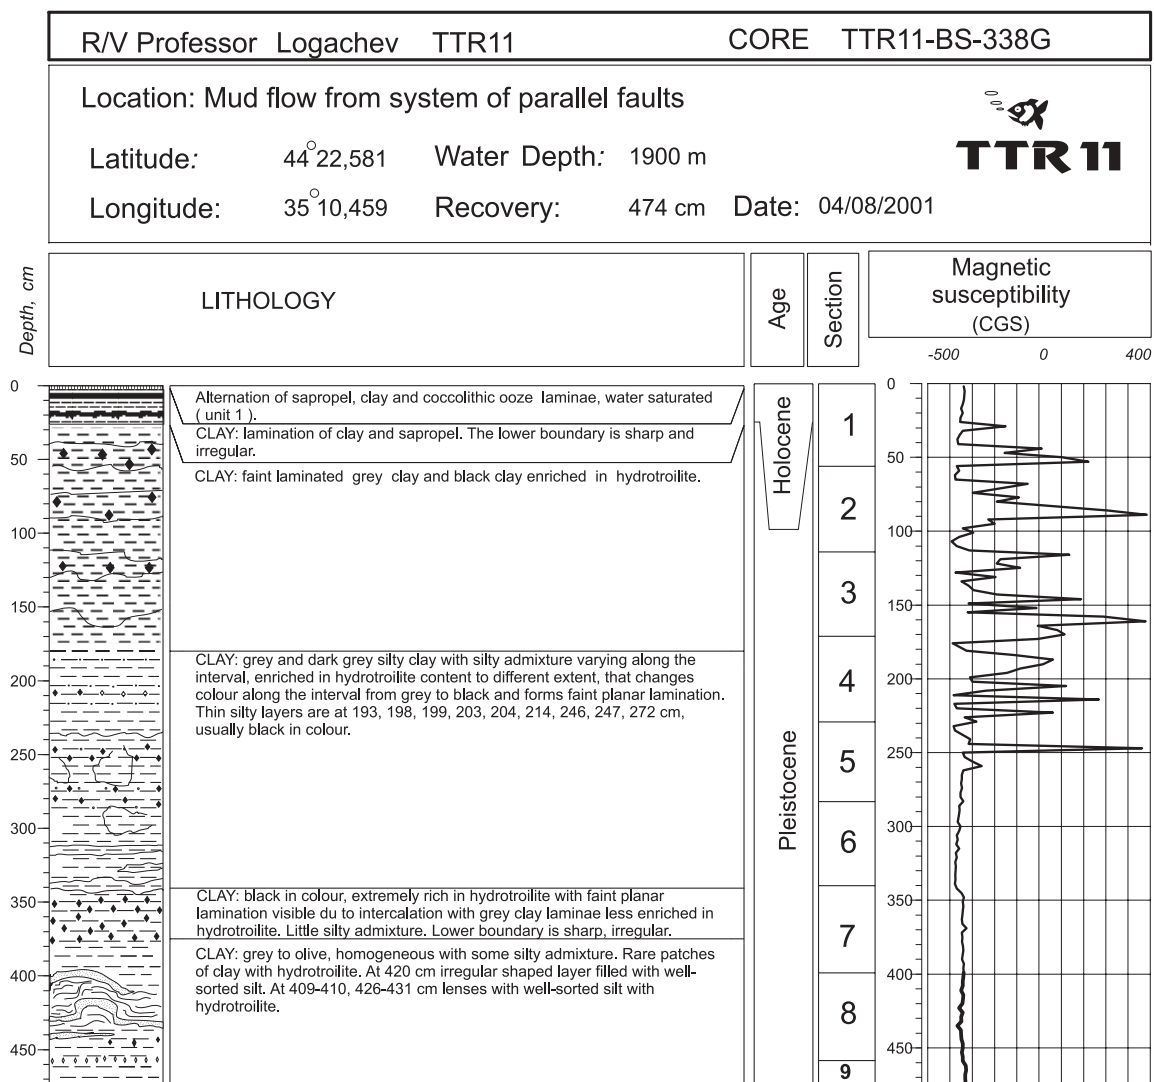 R/V Professor Logachev TTR11 CORE TTR11-BS-338G
Location: Mud flow from system of parallel faults
TTR11
Latitude: 44°22,581 Water Depth: 1900 m
Longitude: 35°10,459 Recovery: 474 cm Date: 04/08/2001
Depth, cm
LITHOLOGY
Age
Section
Magnetic
susceptibility
(CGS)
-500 0 400
0
50
100
150
200
250
300
350
400
450
Alternation of sapropel, clay and coccolithic ooze laminae, water saturated
( unit 1 ).
CLAY: lamination of clay and sapropel. The lower boundary is sharp and
irregular.
CLAY: faint laminated grey clay and black clay enriched in hydrotroilite.
CLAY: grey and dark grey silty clay with silty admixture varying along the
interval, enriched in hydrotroilite content to different extent, that changes
colour along the interval from grey to black and forms faint planar lamination.
Thin silty layers are at 193, 198, 199, 203, 204, 214, 246, 247, 272 cm,
usually black in colour.
CLAY: black in colour, extremely rich in hydrotroilite with faint planar
lamination visible du to intercalation with grey clay laminae less enriched in
hydrotroilite. Little silty admixture. Lower boundary is sharp, irregular.
CLAY: grey to olive, homogeneous with some silty admixture. Rare patches
of clay with hydrotroilite. At 420 cm irregular shaped layer filled with well-
sorted silt. At 409-410, 426-431 cm lenses with well-sorted silt with
hydrotroilite.
Holocene
Pleistocene
1
2
3
4
5
6
7
8
9
0
50
100
150
200
250
300
350
400
450